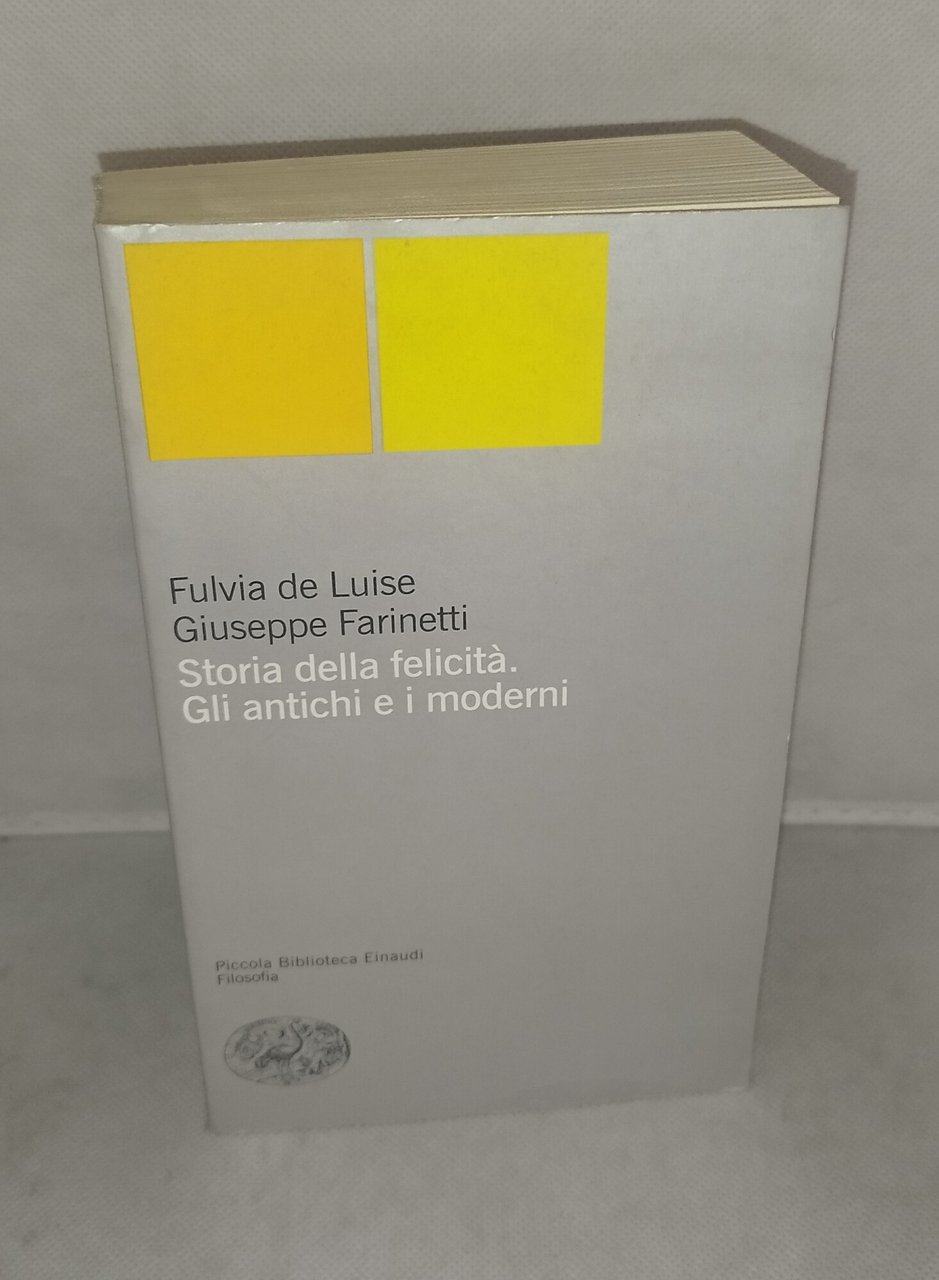 Fulvia de Luise
Giuseppe Farinetti
Storia della felicità.
Gli antichi e i moderni
Piccola Biblioteca Einaudi
Filosofia